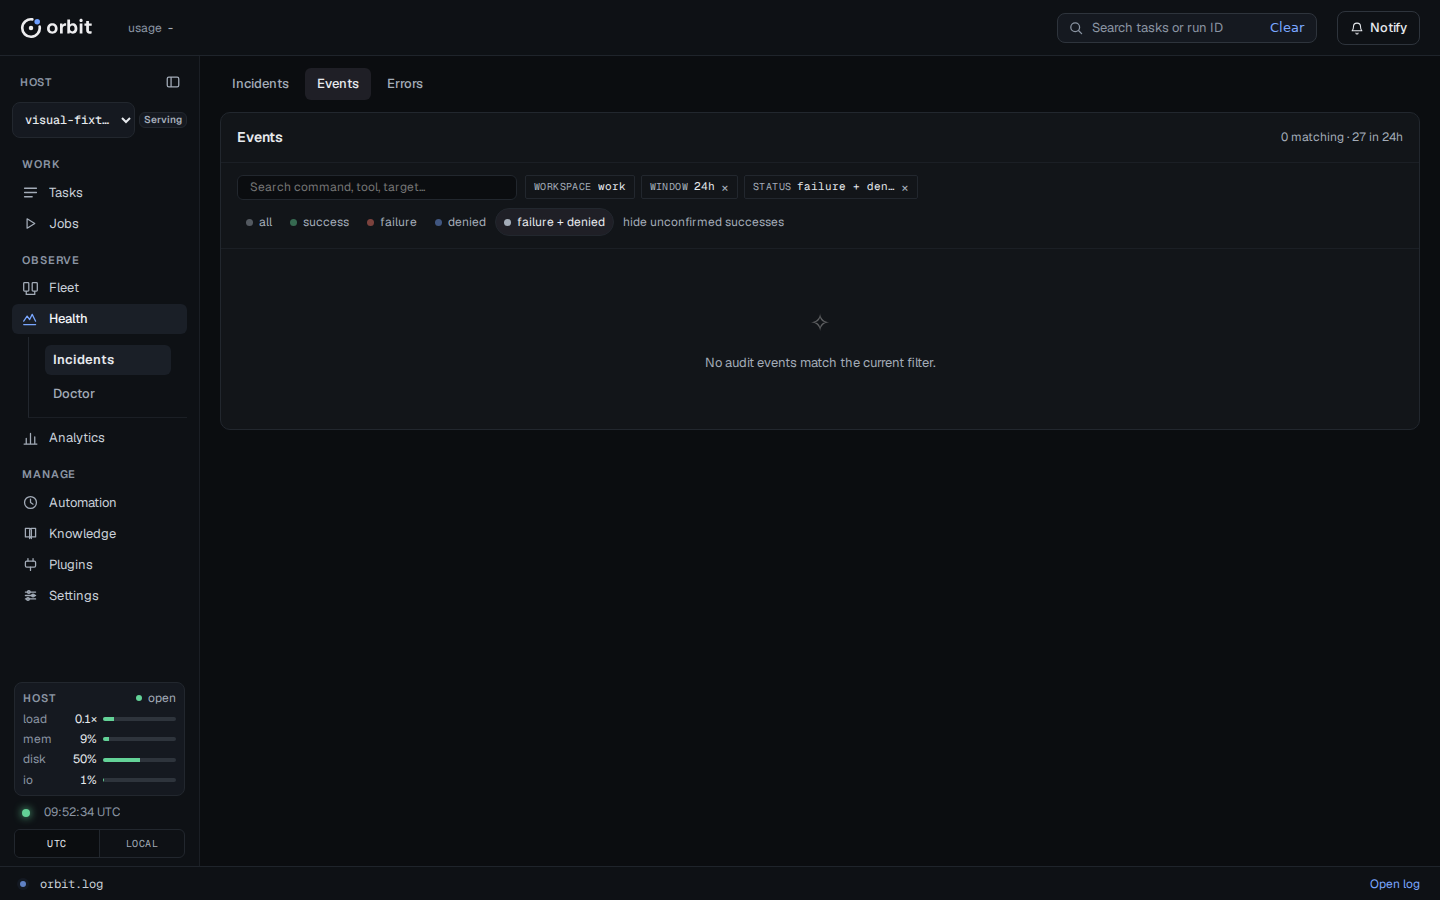 orbit
usage -
Search tasks or run ID
Clear
Notify
HOST
visual-fixt…
Serving
WORK
Tasks
Jobs
OBSERVE
Fleet
Health
Incidents
Doctor
Analytics
MANAGE
Automation
Knowledge
Plugins
Settings
HOST
open
load 0.1×
mem 9%
disk 50%
io 1%
09:52:34 UTC
UTC
LOCAL
Incidents
Events
Errors
Events
0 matching · 27 in 24h
Search command, tool, target…
WORKSPACE work
WINDOW 24h ×
STATUS failure + den… ×
all
success
failure
denied
failure + denied
hide unconfirmed successes
No audit events match the current filter.
orbit.log
Open log